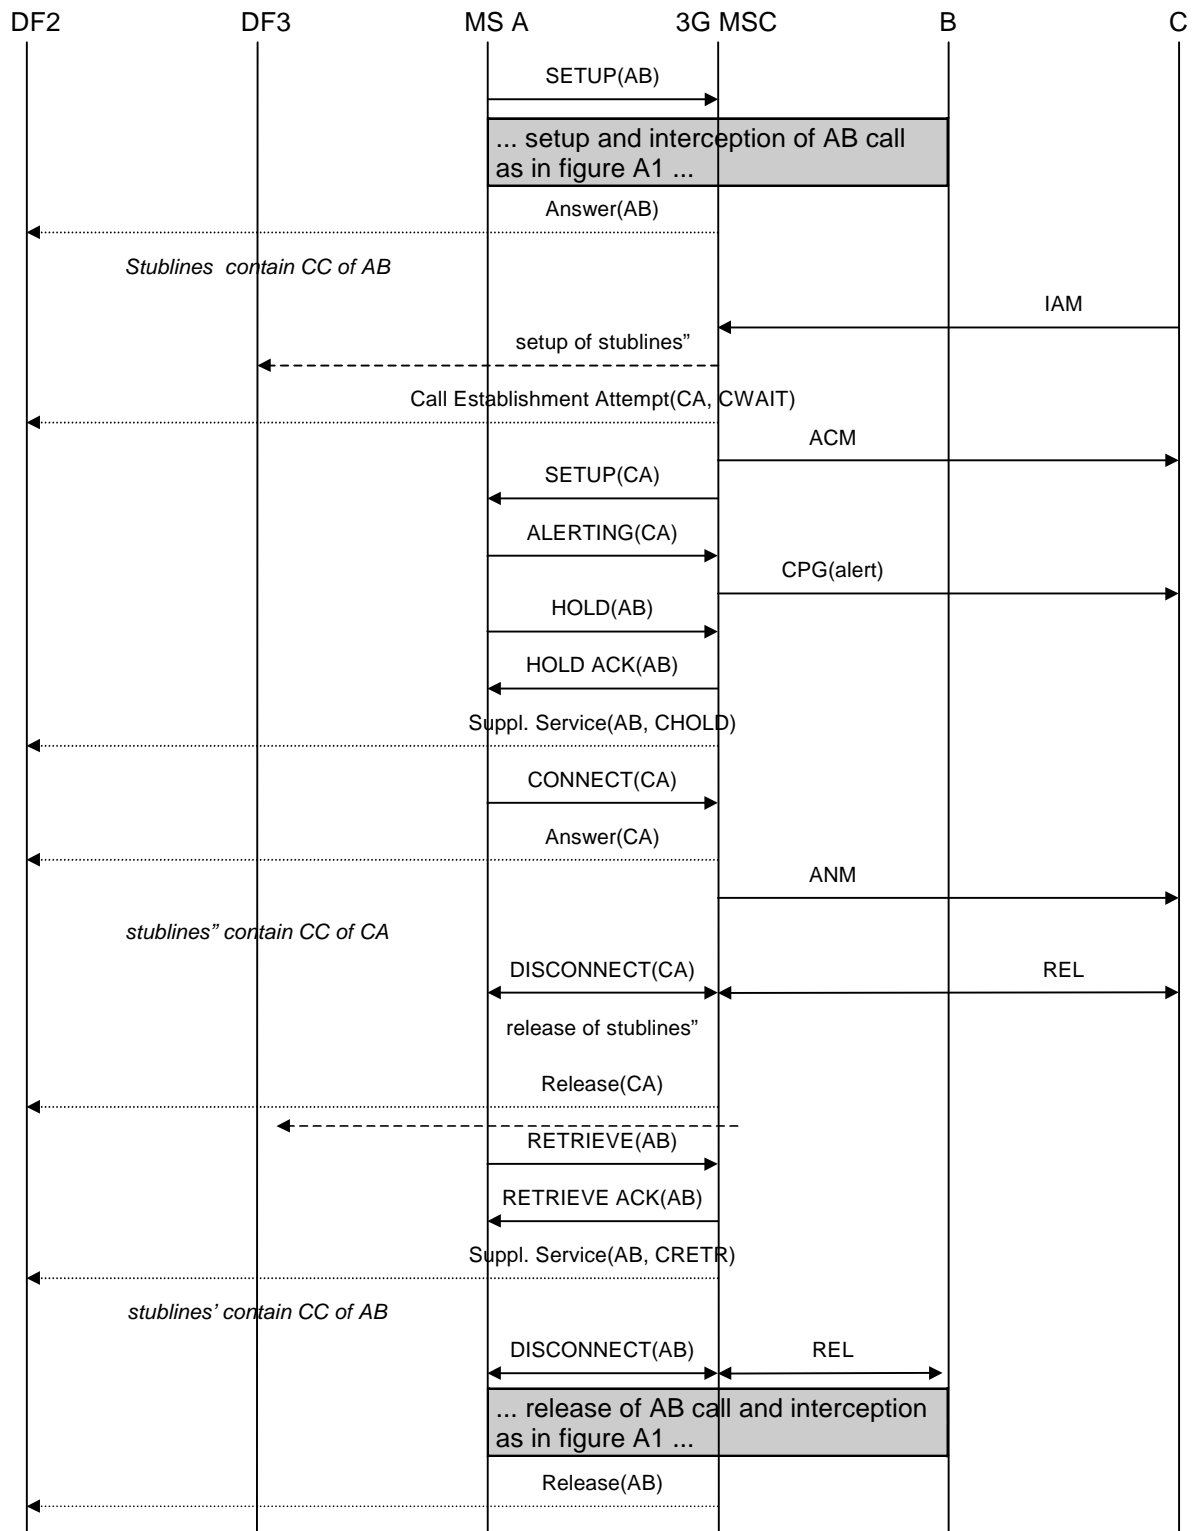 DF2 DF3 MS A 3G MSC B C
SETUP(AB)
... setup and interception of AB call
as in figure A1 ...
Answer(AB)
Stublines  contain CC of AB
IAM
setup of stublines”
Call Establishment Attempt(CA, CWAIT)
ACM
SETUP(CA)
ALERTING(CA)
CPG(alert)
HOLD(AB)
HOLD ACK(AB)
Suppl. Service(AB, CHOLD)
CONNECT(CA)
Answer(CA)
ANM
stublines” contain CC of CA
DISCONNECT(CA) REL
release of stublines”
Release(CA)
RETRIEVE(AB)
RETRIEVE ACK(AB)
Suppl. Service(AB, CRETR)
stublines’ contain CC of AB
DISCONNECT(AB) REL
... release of AB call and interception
as in figure A1 ...
Release(AB)